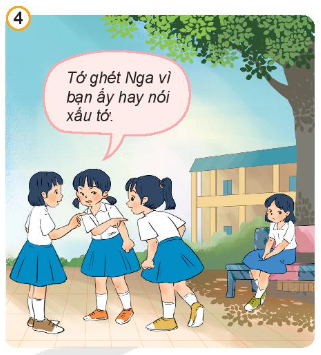 4
Tớ ghét Nga vì
bạn ấy hay nói
xấu tớ.